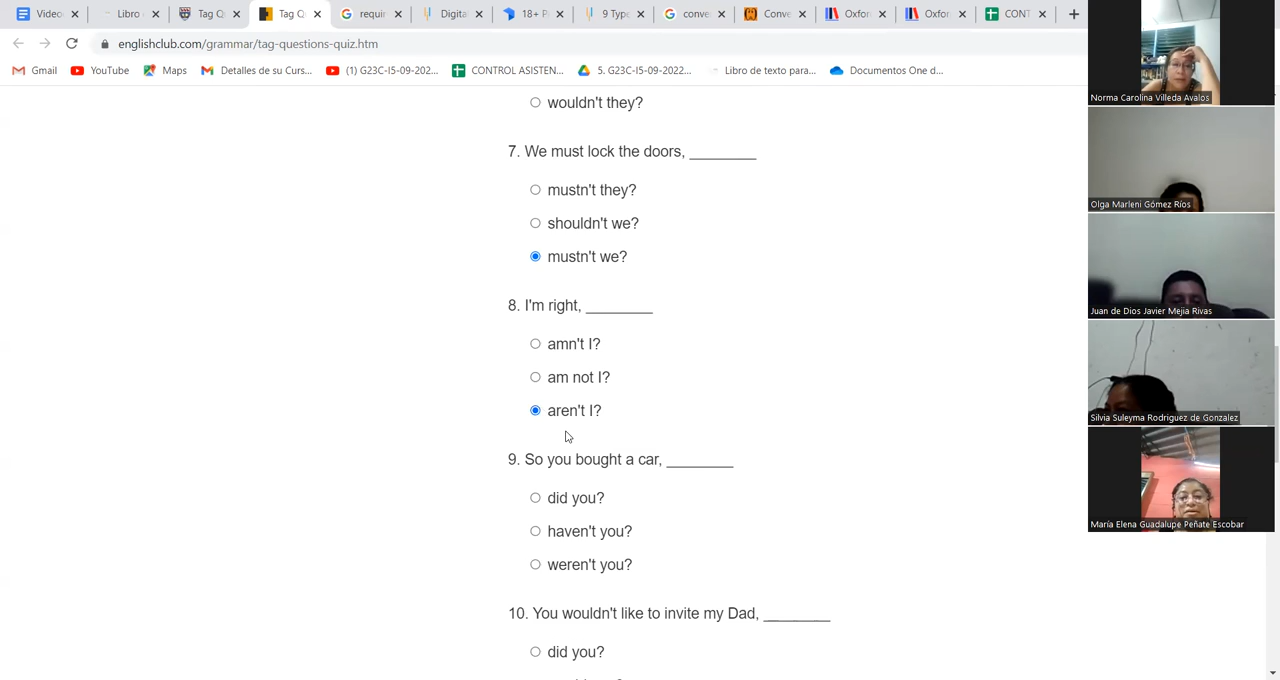 Video
Libro
Tag Q
Tag Q
requir
Digita
18+ P
9 Typ
conve
Conve
Oxfor
Oxfor
CONT
englishclub.com/grammar/tag-questions-quiz.htm
Gmail
YouTube
Maps
Detalles de su Curs...
(1) G23C-I5-09-202...
CONTROL ASISTEN...
5. G23C-I5-09-2022...
Libro de texto para...
Documentos One d...
wouldn't they?
7. We must lock the doors, ________
mustn't they?
shouldn't we?
mustn't we?
8. I'm right, ________
amn't I?
am not I?
aren't I?
9. So you bought a car, ________
did you?
haven't you?
weren't you?
10. You wouldn't like to invite my Dad, ________
did you?
Norma Carolina Villeda Avalos
Olga Marleni Gómez Ríos
Juan de Dios Javier Mejia Rivas
Silvia Suleyma Rodriguez de Gonzalez
María Elena Guadalupe Peñate Escobar